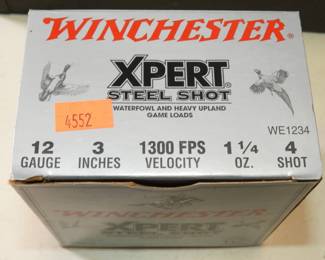 WINCHESTER®
XPERT®
STEEL SHOT
WATERFOWL AND HEAVY UPLAND
GAME LOADS
4552
WE1234
12 3 1300 FPS 1 1/4 4
GAUGE INCHES VELOCITY OZ. SHOT
WINCHESTER